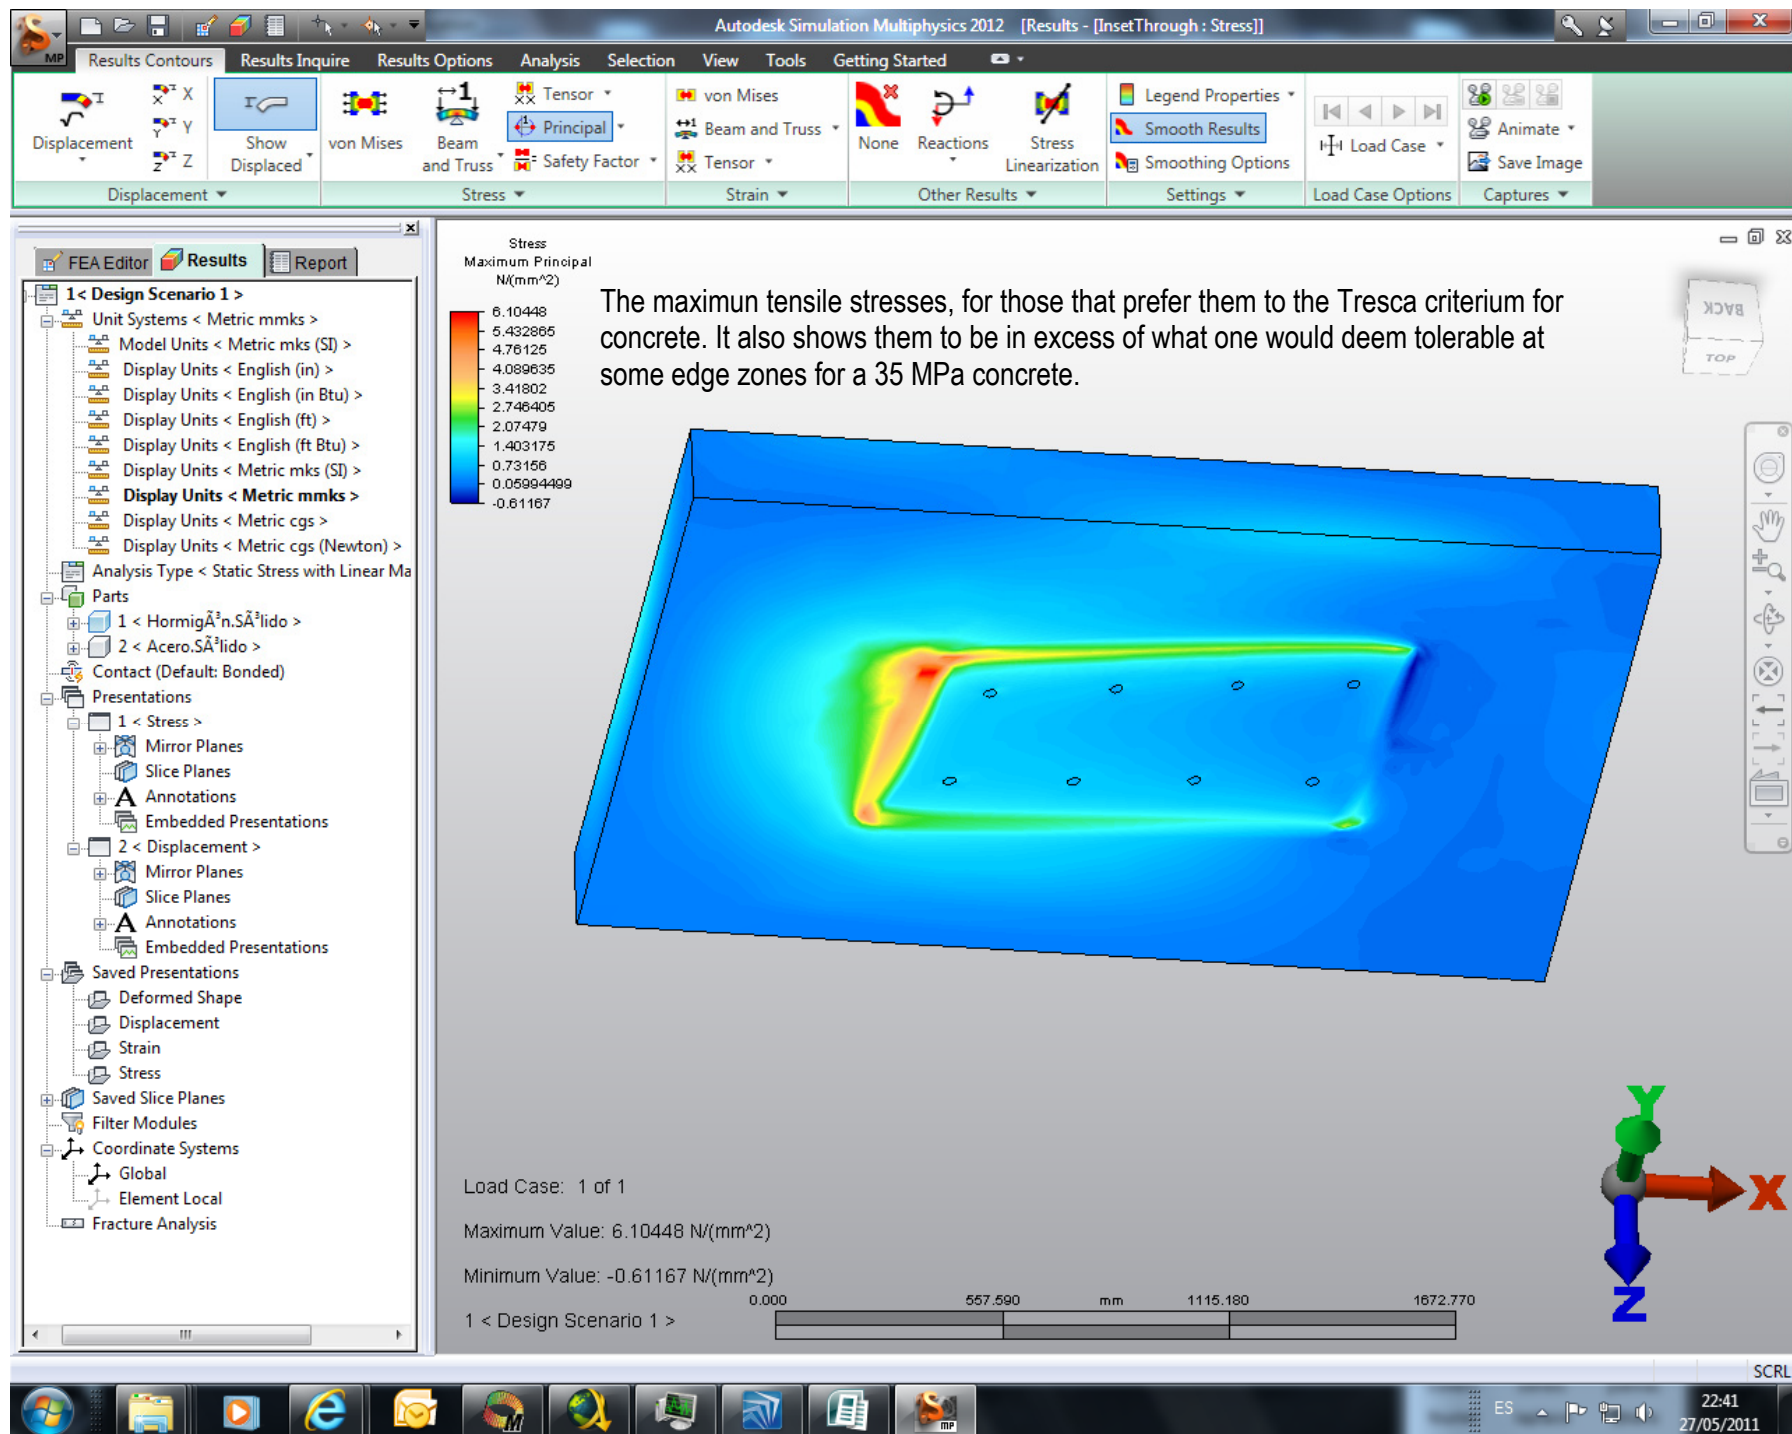 Autodesk Simulation Multiphysics 2012 [Results - [InsetThrough : Stress]]
MP
Results Contours Results Inquire Results Options Analysis Selection View Tools Getting Started
Displacement
X
Y
Z
Show
Displaced
von Mises
Beam
and Truss
Tensor
Principal
Safety Factor
von Mises
Beam and Truss
Tensor
None
Reactions
Stress
Linearization
Legend Properties
Smooth Results
Smoothing Options
Load Case
Animate
Save Image
Displacement Stress Strain Other Results Settings Load Case Options Captures
FEA Editor Results Report
1< Design Scenario 1 >
Unit Systems < Metric mmks >
Model Units < Metric mks (SI) >
Display Units < English (in) >
Display Units < English (in Btu) >
Display Units < English (ft) >
Display Units < English (ft Btu) >
Display Units < Metric mks (SI) >
Display Units < Metric mmks >
Display Units < Metric cgs >
Display Units < Metric cgs (Newton) >
Analysis Type < Static Stress with Linear Ma
Parts
1 < HormigÃ³n.SÃ³lido >
2 < Acero.SÃ³lido >
Contact (Default: Bonded)
Presentations
1 < Stress >
Mirror Planes
Slice Planes
Annotations
Embedded Presentations
2 < Displacement >
Mirror Planes
Slice Planes
Annotations
Embedded Presentations
Saved Presentations
Deformed Shape
Displacement
Strain
Stress
Saved Slice Planes
Filter Modules
Coordinate Systems
Global
Element Local
Fracture Analysis
Stress
Maximum Principal
N/(mm^2)
6.10448
5.432865
4.76125
4.089635
3.41802
2.746405
2.07479
1.403175
0.73156
0.05994499
-0.61167
The maximun tensile stresses, for those that prefer them to the Tresca criterium for
concrete. It also shows them to be in excess of what one would deem tolerable at
some edge zones for a 35 MPa concrete.
BACK
TOP
Load Case: 1 of 1
Maximum Value: 6.10448 N/(mm^2)
Minimum Value: -0.61167 N/(mm^2)
1 < Design Scenario 1 >
0.000 557.590 mm 1115.180 1672.770
Y
X
Z
SCRL
MP
ES
22:41
27/05/2011